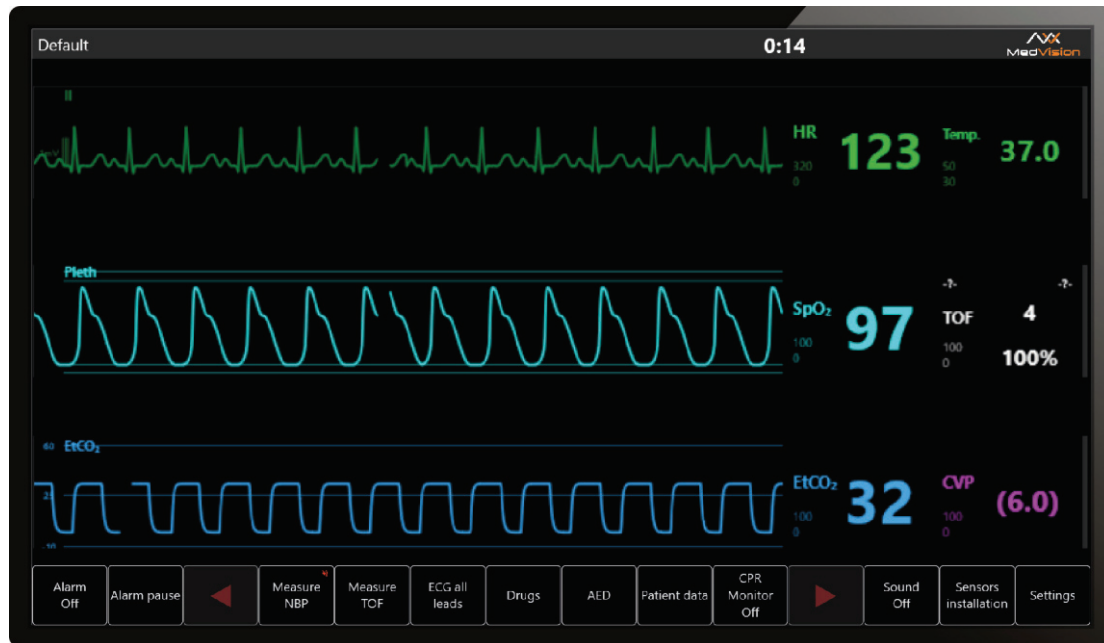 Default
0:14
MedVision
II
HR
320
0
123
Temp.
50
30
37.0
Pleth
SpO₂
100
0
97
-?-
-?-
TOF
100
0
4
100%
60
EtCO₂
EtCO₂
100
0
32
CVP
100
0
(6.0)
Alarm
Off
Alarm pause
Measure
NBP
Measure
TOF
ECG all
leads
Drugs
AED
Patient data
CPR
Monitor
Off
Sound
Off
Sensors
installation
Settings